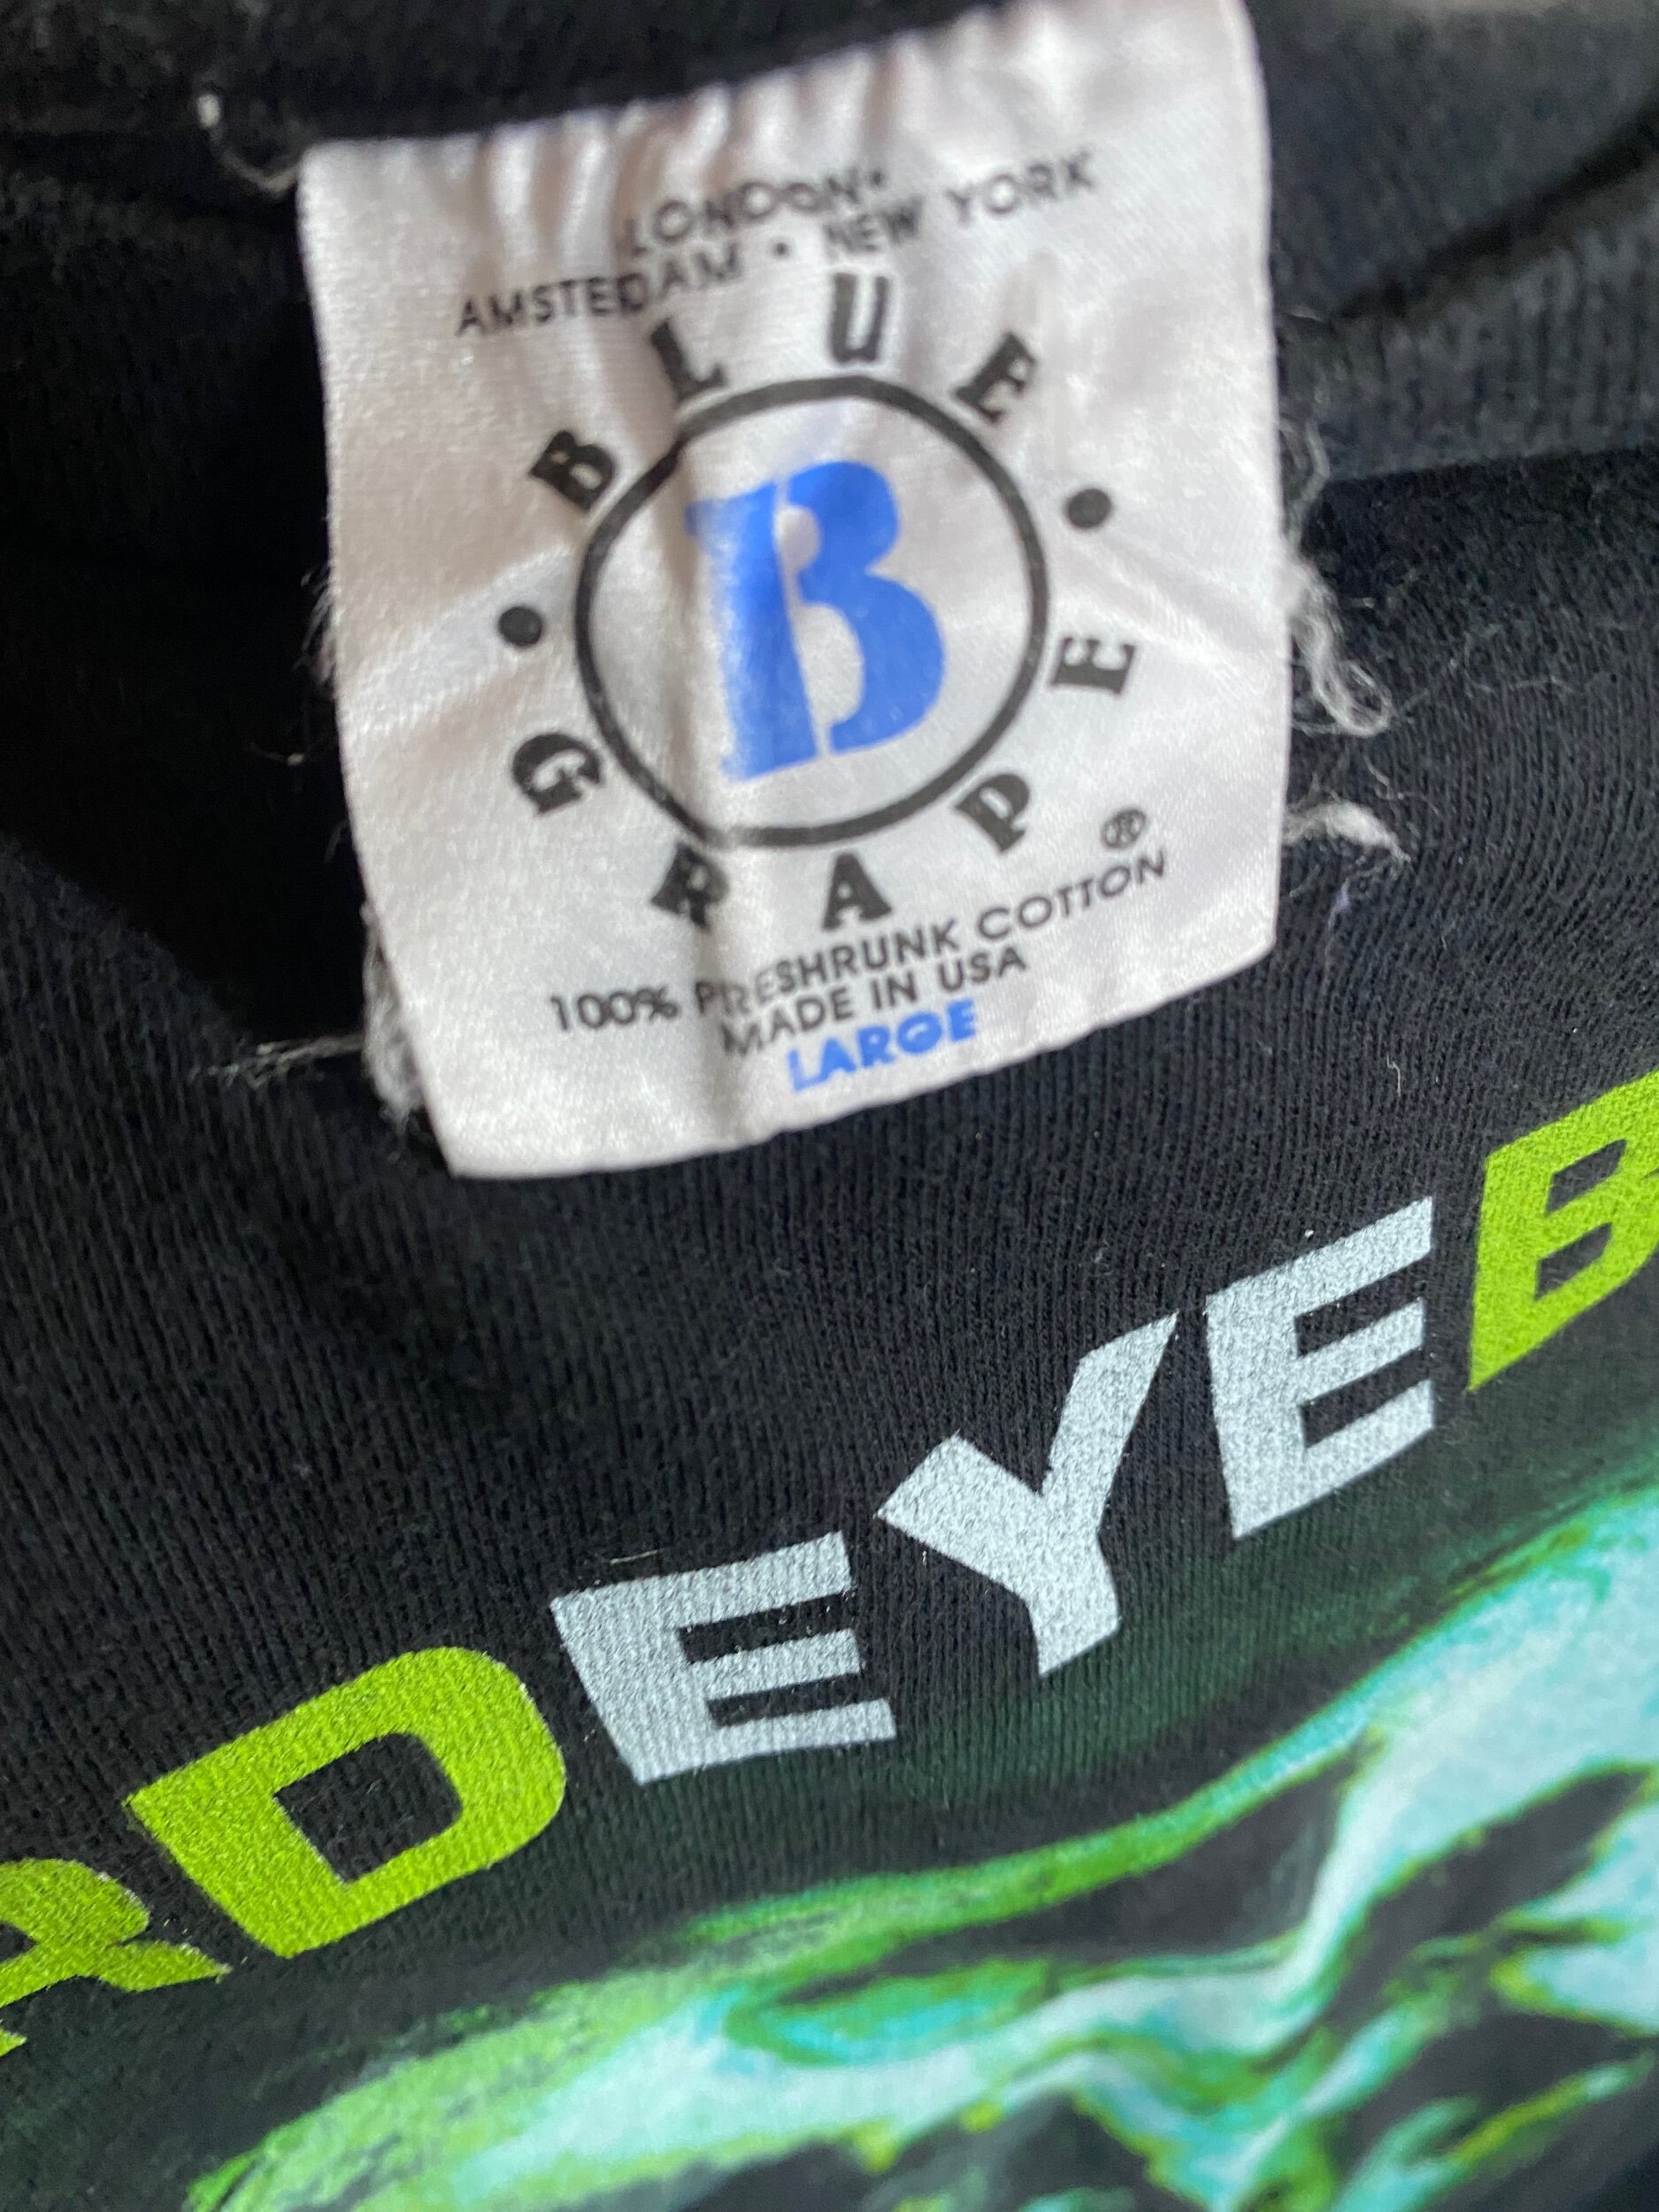 LONDON•
AMSTEDAM • NEW YORK
BLUE
B
• GRAPE •
®
100% PRESHRUNK COTTON
MADE IN USA
LARGE
RDEYEB